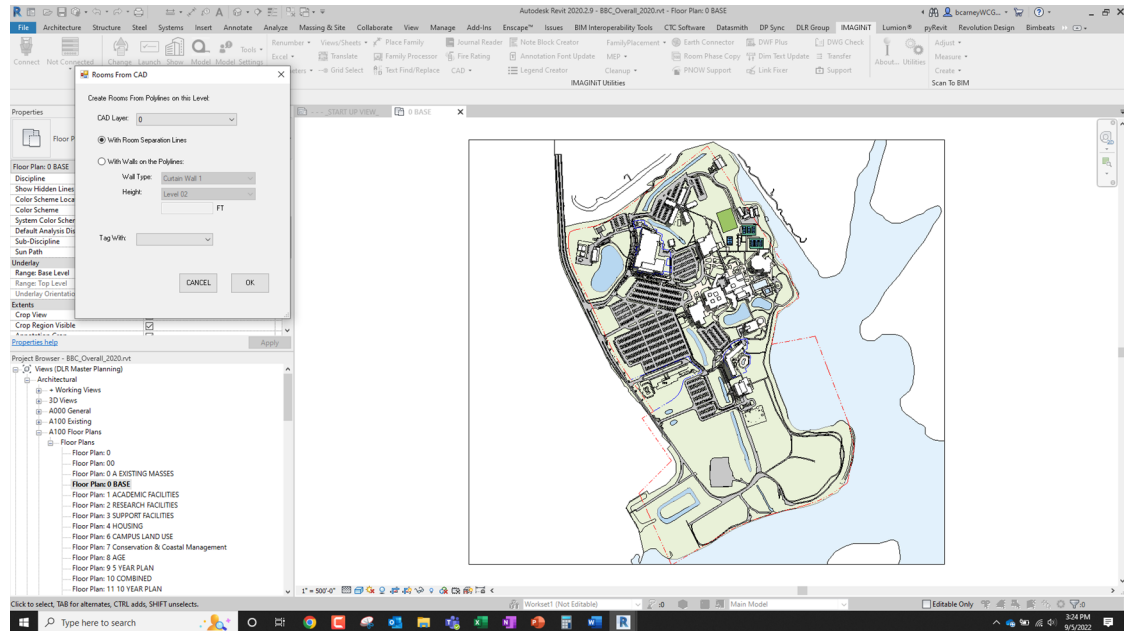 Autodesk Revit 2020.2.9 - BBC_Overall_2020.rvt - Floor Plan: 0 BASE
bcarneyWCG...
File Architecture Structure Steel Systems Insert Annotate Analyze Massing & Site Collaborate View Manage Add-Ins Enscape™ Issues BIM Interoperability Tools CTC Software Datasmith DP Sync DLR Group IMAGINiT Lumion® pyRevit Revolution Design Bimbeats
Renumber Views/Sheets Place Family Journal Reader Note Block Creator FamilyPlacement Earth Connector DWF Plus DWG Check Adjust
Tools Excel Translate Family Processor Fire Rating Annotation Font Update MEP Room Phase Copy Dim Text Update Terrace Measure
Connect Not Connected Change Launch Show Model Model Settings Grid Select Text Find/Replace CAD Legend Creator Cleanup PNOW Support Link Fixer Support About... Utilities Create
IMAGINiT Utilities
Scan To BIM
Rooms From CAD
Create Rooms From Polylines on this Level:
CAD Layer: 0
With Room Separation Lines
With Walls on the Polylines:
Wall Type: Curtain Wall 1
Height: Level 02
FT
Tag With:
CANCEL OK
---_START UP VIEW_
0 BASE
Properties
Floor P
Floor Plan: 0 BASE
Discipline
Show Hidden Lines
Color Scheme Loca
Color Scheme
System Color Scher
Default Analysis Dis
Sub-Discipline
Sun Path
Underlay
Range: Base Level
Range: Top Level
Underlay Orientatio
Extents
Crop View
Crop Region Visible
Properties help
Apply
Project Browser - BBC_Overall_2020.rvt
Views (DLR Master Planning)
Architectural
+ Working Views
3D Views
A000 General
A100 Existing
A100 Floor Plans
Floor Plans
Floor Plan: 0
Floor Plan: 00
Floor Plan: 0 A EXISTING MASSES
Floor Plan: 0 BASE
Floor Plan: 1 ACADEMIC FACILITIES
Floor Plan: 2 RESEARCH FACILITIES
Floor Plan: 3 SUPPORT FACILITIES
Floor Plan: 4 HOUSING
Floor Plan: 6 CAMPUS LAND USE
Floor Plan: 7 Conservation & Coastal Management
Floor Plan: 8 AGE
Floor Plan: 9 5 YEAR PLAN
Floor Plan: 10 COMBINED
Floor Plan: 11 10 YEAR PLAN
1" = 500'-0"
Click to select, TAB for alternates, CTRL adds, SHIFT unselects.
Workset1 (Not Editable)
:0
Main Model
Editable Only
:0
Type here to search
3:24 PM
9/5/2022